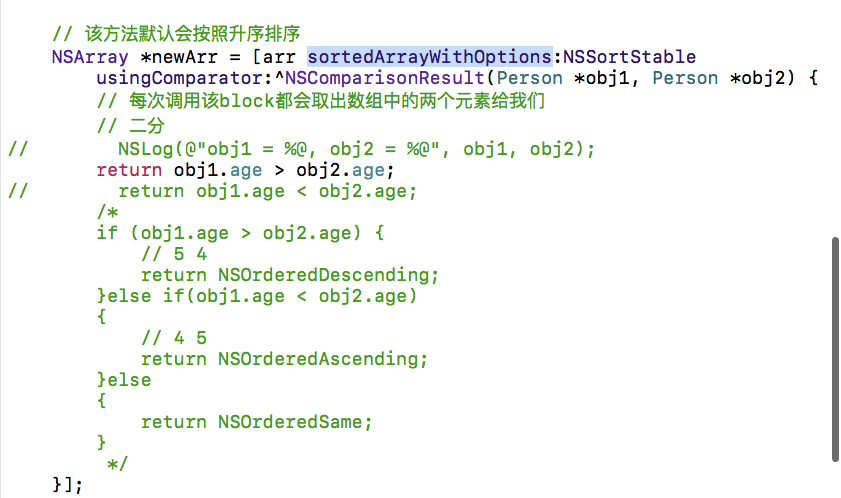 // 该方法默认会按照升序排序
NSArray *newArr = [arr sortedArrayWithOptions:NSSortStable
usingComparator:^NSComparisonResult(Person *obj1, Person *obj2) {
// 每次调用该block都会取出数组中的两个元素给我们
// 二分
// NSLog(@"obj1 = %@, obj2 = %@", obj1, obj2);
return obj1.age > obj2.age;
// return obj1.age < obj2.age;
/*
if (obj1.age > obj2.age) {
// 5 4
return NSOrderedDescending;
}else if(obj1.age < obj2.age)
{
// 4 5
return NSOrderedAscending;
}else
{
return NSOrderedSame;
}
*/
}];